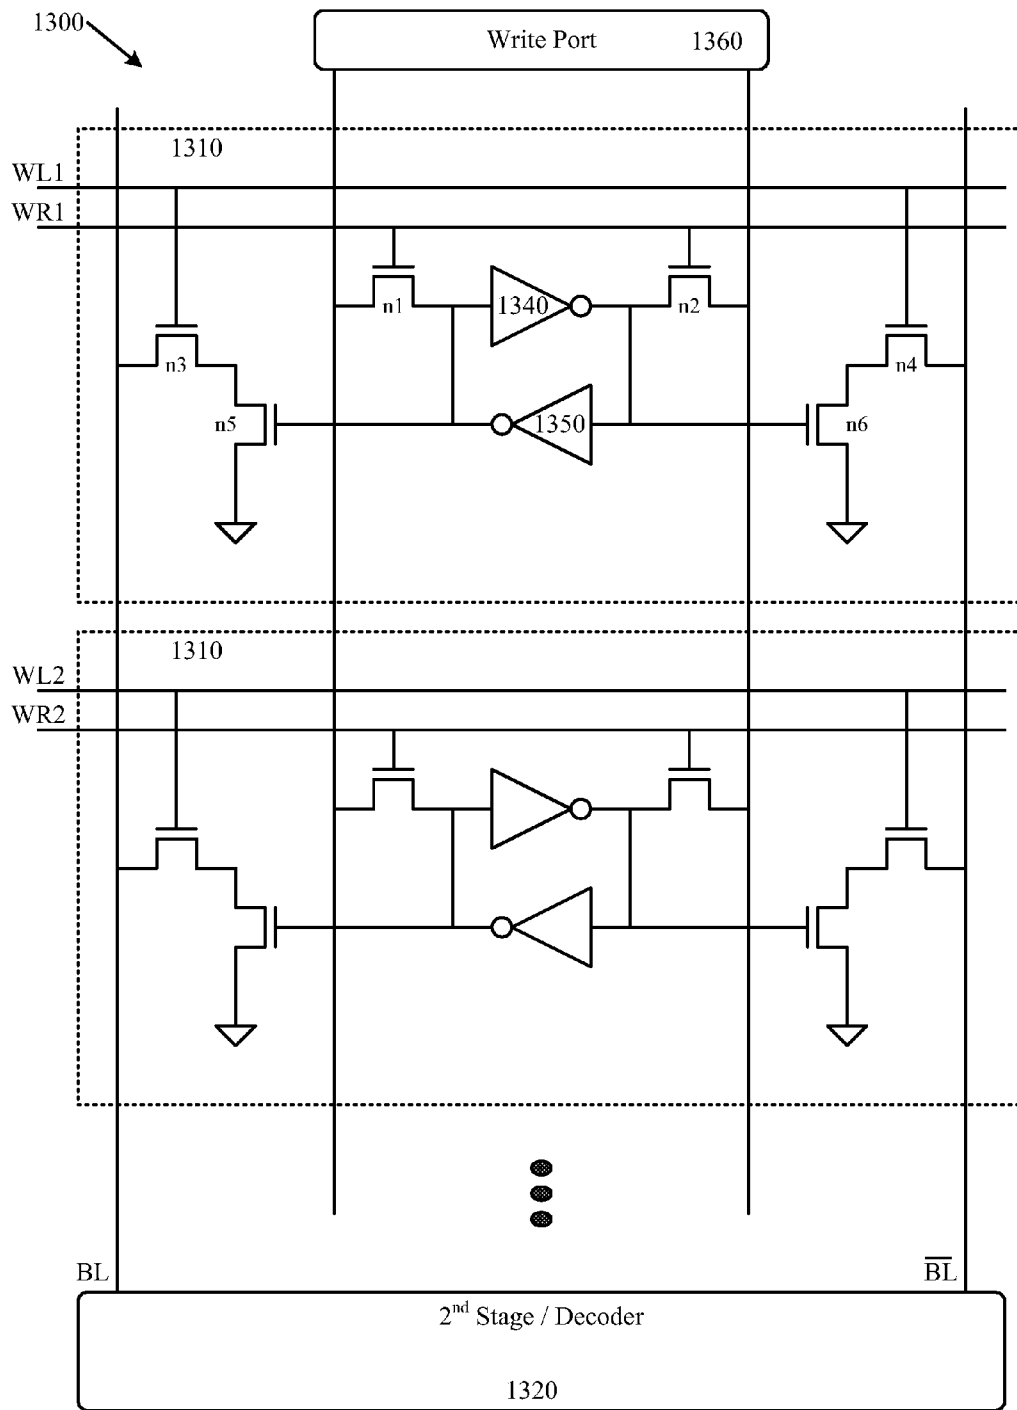 1300
Write Port 1360
1310
WL1
WR1
n1
1340
n2
n3
n4
n5
1350
n6
1310
WL2
WR2
BL
B̅L̅
2nd Stage / Decoder
1320